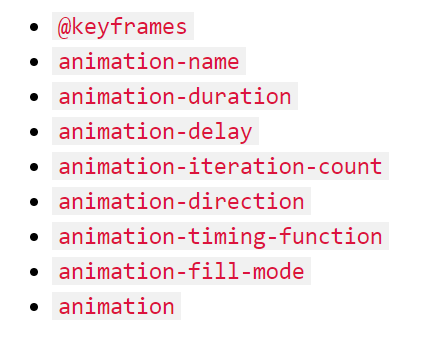 @keyframes
animation-name
animation-duration
animation-delay
animation-iteration-count
animation-direction
animation-timing-function
animation-fill-mode
animation